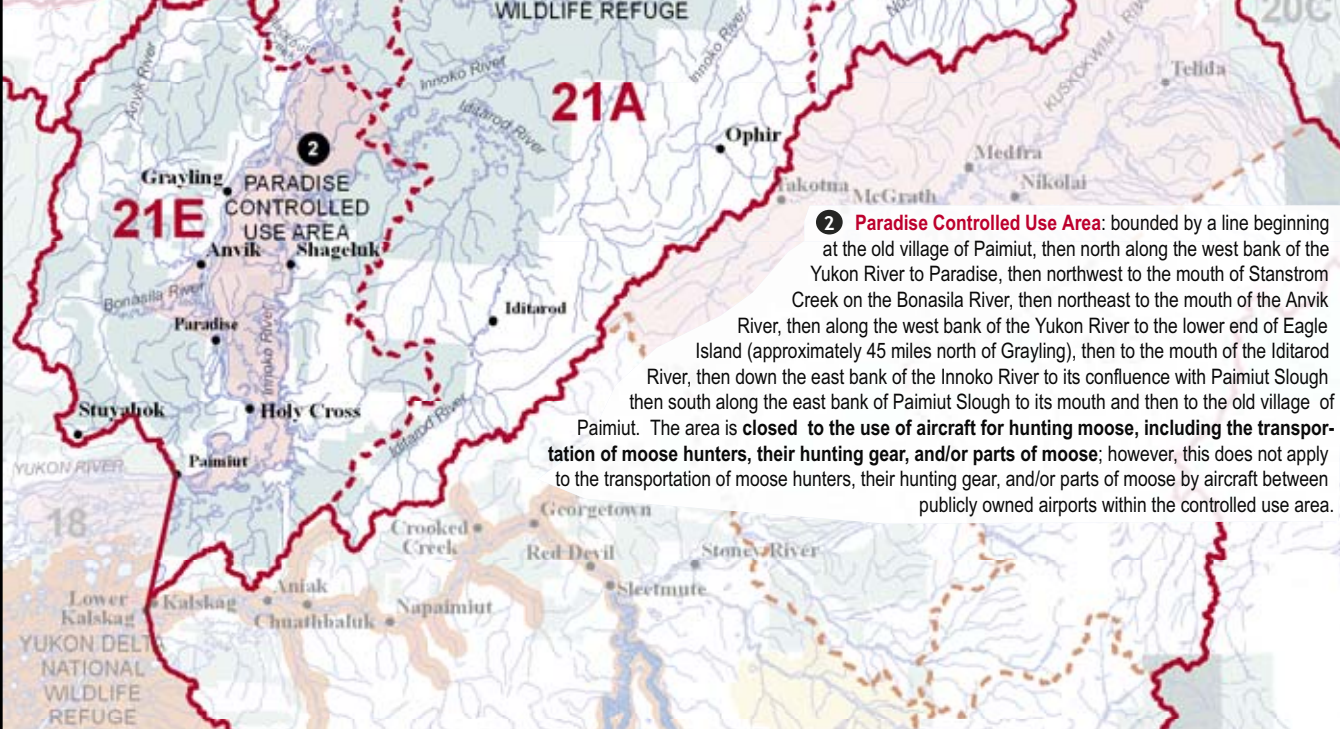 WILDLIFE REFUGE
20C
Anvik River
Innoko River
Innoko River
Iditarod River
21A
Ophir
KUSKOKWIM
Telida
Medfra
Nikolai
Takotna
McGrath
2
Grayling
PARADISE
CONTROLLED
USE AREA
21E
Anvik
Shageluk
Bonasila River
Paradise
Innoko River
Iditarod
Stuyahok
Holy Cross
Iditarod River
YUKON RIVER
Paimiut
18
2 Paradise Controlled Use Area: bounded by a line beginning
at the old village of Paimiut, then north along the west bank of the
Yukon River to Paradise, then northwest to the mouth of Stanstrom
Creek on the Bonasila River, then northeast to the mouth of the Anvik
River, then along the west bank of the Yukon River to the lower end of Eagle
Island (approximately 45 miles north of Grayling), then to the mouth of the Iditarod
River, then down the east bank of the Innoko River to its confluence with Paimiut Slough
then south along the east bank of Paimiut Slough to its mouth and then to the old village of
Paimiut. The area is closed to the use of aircraft for hunting moose, including the transpor-
tation of moose hunters, their hunting gear, and/or parts of moose; however, this does not apply
to the transportation of moose hunters, their hunting gear, and/or parts of moose by aircraft between
publicly owned airports within the controlled use area.
Crooked
Creek
Georgetown
Red Devil
Stoney River
Sleetmute
Aniak
Lower
Kalskag
Kalskag
Chuathbaluk
Napaimiut
YUKON DELTA
NATIONAL
WILDLIFE
REFUGE